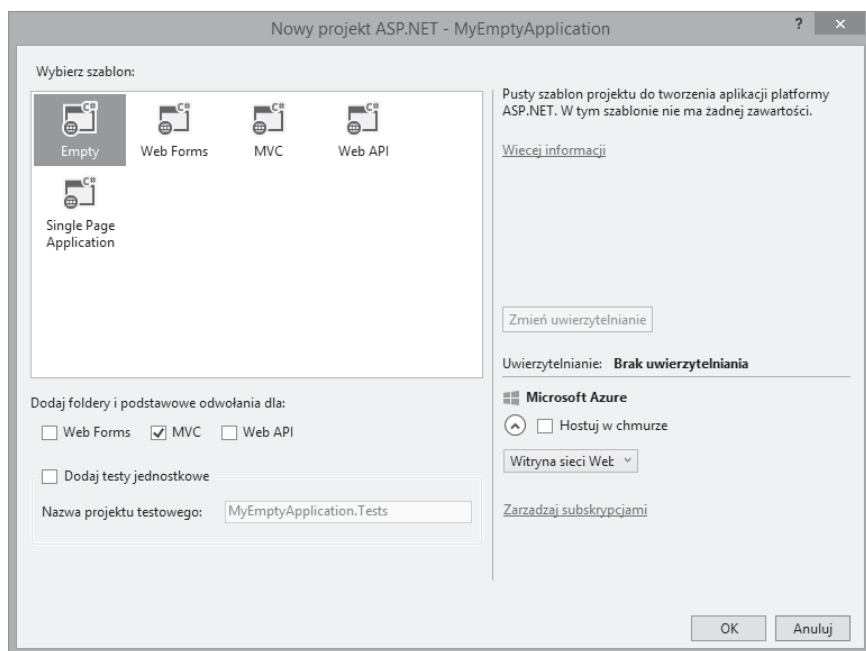 Nowy projekt ASP.NET - MyEmptyApplication
? ×
Wybierz szablon:
C# C# C# C#
Empty Web Forms MVC Web API
C#
Single Page
Application
Pusty szablon projektu do tworzenia aplikacji platformy
ASP.NET. W tym szablonie nie ma żadnej zawartości.
Więcej informacji
Zmień uwierzytelnianie
Uwierzytelnianie: Brak uwierzytelniania
Microsoft Azure
Hostuj w chmurze
Witryna sieci Web
Zarzadzaj subskrypcjami
Dodaj foldery i podstawowe odwołania dla:
Web Forms MVC Web API
Dodaj testy jednostkowe
Nazwa projektu testowego: MyEmptyApplication.Tests
OK Anuluj